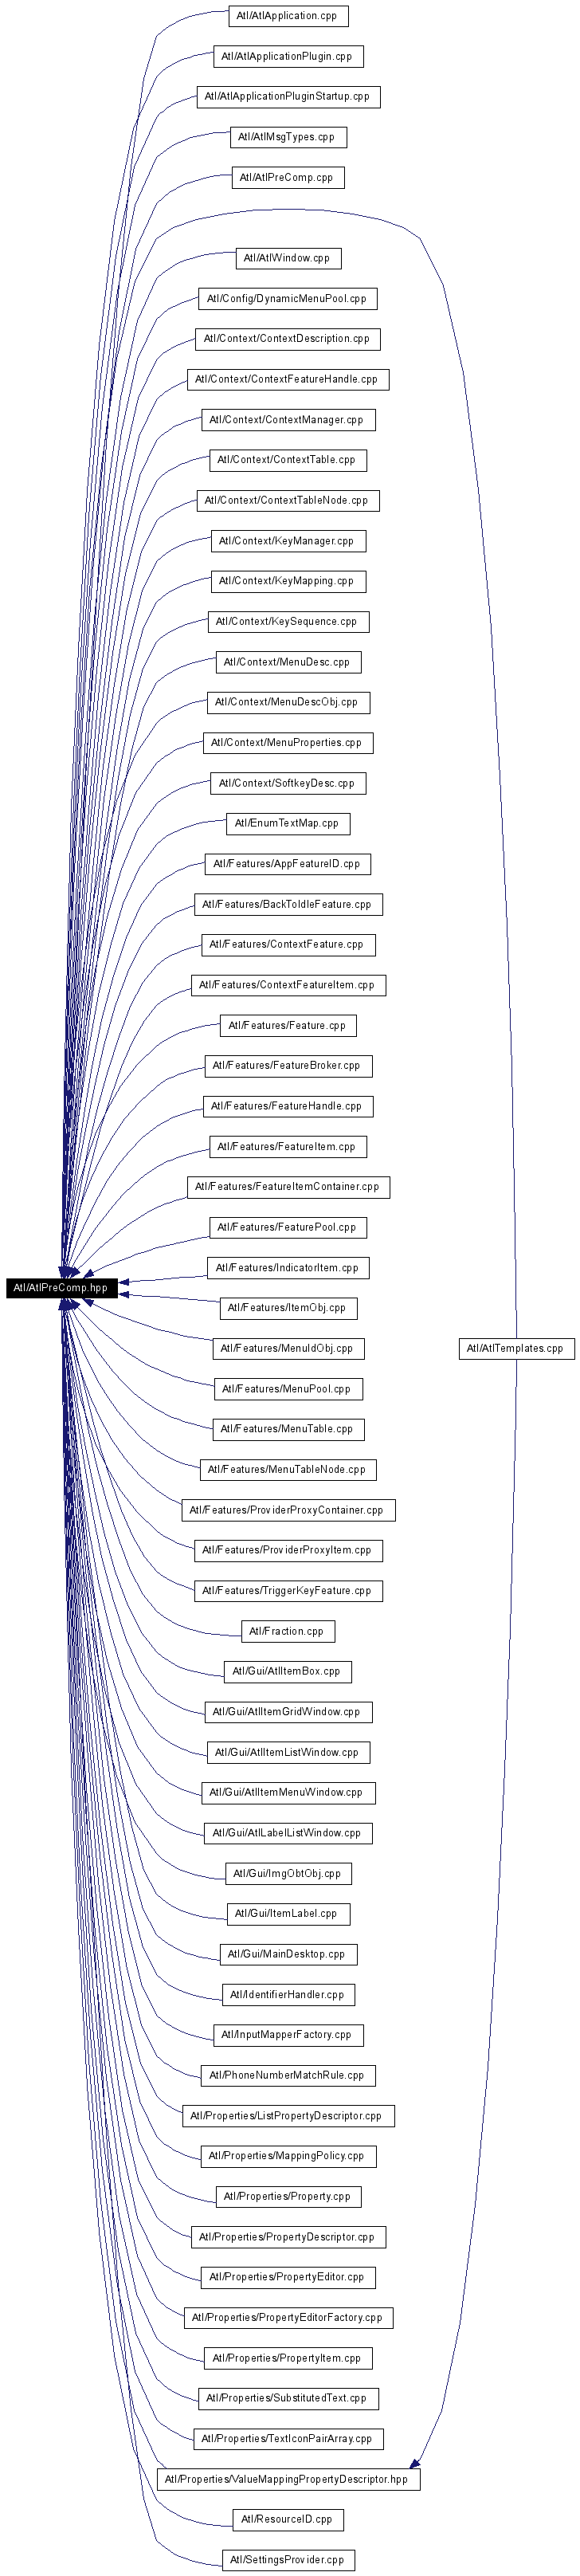 Atl/AtlApplication.cpp
Atl/AtlApplicationPlugin.cpp
Atl/AtlApplicationPluginStartup.cpp
Atl/AtlMsgTypes.cpp
Atl/AtlPreComp.cpp
Atl/AtlWindow.cpp
Atl/Config/DynamicMenuPool.cpp
Atl/Context/ContextDescription.cpp
Atl/Context/ContextFeatureHandle.cpp
Atl/Context/ContextManager.cpp
Atl/Context/ContextTable.cpp
Atl/Context/ContextTableNode.cpp
Atl/Context/KeyManager.cpp
Atl/Context/KeyMapping.cpp
Atl/Context/KeySequence.cpp
Atl/Context/MenuDesc.cpp
Atl/Context/MenuDescObj.cpp
Atl/Context/MenuProperties.cpp
Atl/Context/SoftkeyDesc.cpp
Atl/EnumTextMap.cpp
Atl/Features/AppFeatureID.cpp
Atl/Features/BackToIdleFeature.cpp
Atl/Features/ContextFeature.cpp
Atl/Features/ContextFeatureItem.cpp
Atl/Features/Feature.cpp
Atl/Features/FeatureBroker.cpp
Atl/Features/FeatureHandle.cpp
Atl/Features/FeatureItem.cpp
Atl/Features/FeatureItemContainer.cpp
Atl/Features/FeaturePool.cpp
Atl/Features/IndicatorItem.cpp
Atl/AtlPreComp.hpp
Atl/Features/ItemObj.cpp
Atl/Features/MenuIdObj.cpp
Atl/AtlTemplates.cpp
Atl/Features/MenuPool.cpp
Atl/Features/MenuTable.cpp
Atl/Features/MenuTableNode.cpp
Atl/Features/ProviderProxyContainer.cpp
Atl/Features/ProviderProxyItem.cpp
Atl/Features/TriggerKeyFeature.cpp
Atl/Fraction.cpp
Atl/Gui/AtlItemBox.cpp
Atl/Gui/AtlItemGridWindow.cpp
Atl/Gui/AtlItemListWindow.cpp
Atl/Gui/AtlItemMenuWindow.cpp
Atl/Gui/AtlLabelListWindow.cpp
Atl/Gui/ImgObtObj.cpp
Atl/Gui/ItemLabel.cpp
Atl/Gui/MainDesktop.cpp
Atl/IdentifierHandler.cpp
Atl/InputMapperFactory.cpp
Atl/PhoneNumberMatchRule.cpp
Atl/Properties/ListPropertyDescriptor.cpp
Atl/Properties/MappingPolicy.cpp
Atl/Properties/Property.cpp
Atl/Properties/PropertyDescriptor.cpp
Atl/Properties/PropertyEditor.cpp
Atl/Properties/PropertyEditorFactory.cpp
Atl/Properties/PropertyItem.cpp
Atl/Properties/SubstitutedText.cpp
Atl/Properties/TextIconPairArray.cpp
Atl/Properties/ValueMappingPropertyDescriptor.hpp
Atl/ResourceID.cpp
Atl/SettingsProvider.cpp